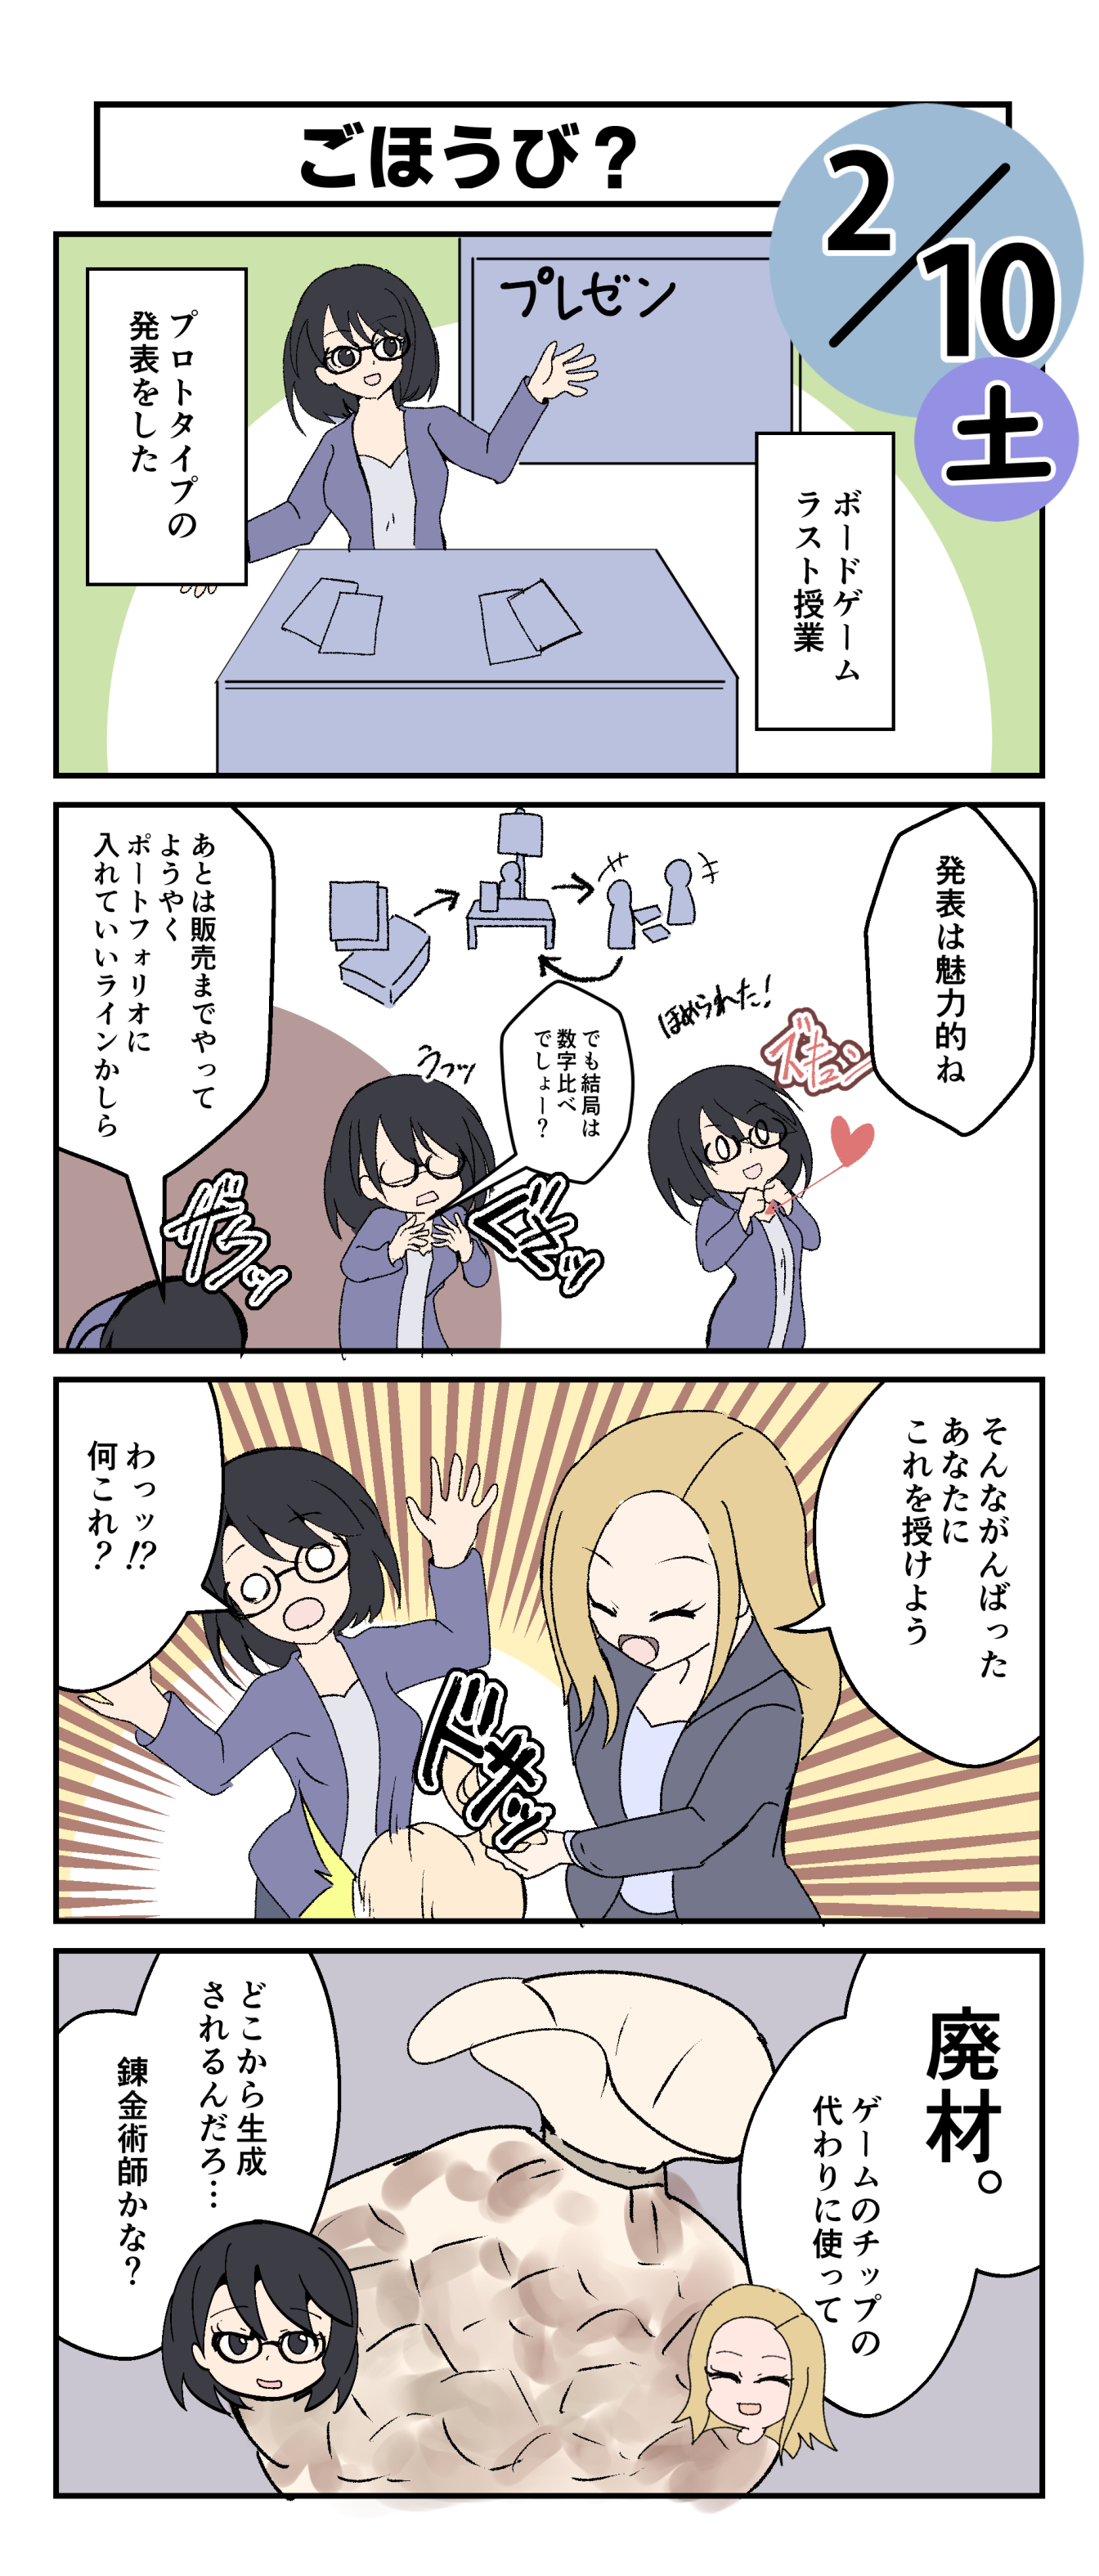 ごほうび？
2/10
土
プレゼン
ボードゲーム
ラスト授業
プロトタイプの
発表をした
発表は魅力的ね
ズキュン
ほめられた！
でも結局は
数字比べ
でしょー？
グサッ
うフッ
あとは販売までやって
ようやく
ポートフォリオに
入れていいラインかしら
ザクッ
そんながんばった
あなたに
これを授けよう
ドサッ
わっッ!?
何これ？
廃材。
ゲームのチップの
代わりに使って
どこから生成
されるんだろ…
錬金術師かな？